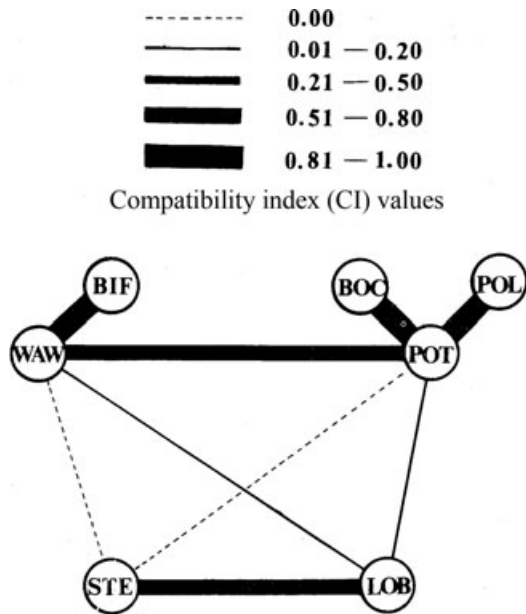 0.00
0.01 — 0.20
0.21 — 0.50
0.51 — 0.80
0.81 — 1.00
Compatibility index (CI) values
BIF
BOC
POL
WAW
POT
STE
LOB